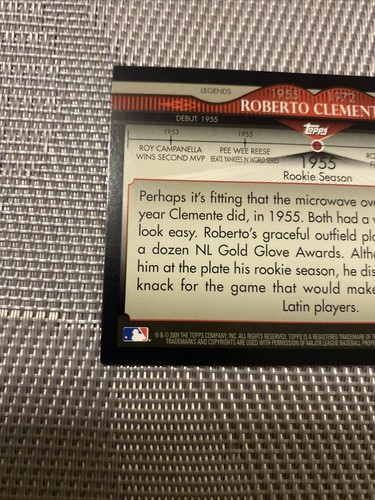 LEGENDS 1955 1972
ROBERTO CLEMENT
DEBUT: 1955
Topps
1953 1955
ROY CAMPANELLA PEE WEE REESE
WINS SECOND MVP BEATS YANKEES IN WORLD SERIES
1955
RO
Rookie Season
Perhaps it's fitting that the microwave ove
year Clemente did, in 1955. Both had a w
look easy. Roberto's graceful outfield pla
a dozen NL Gold Glove Awards. Altho
him at the plate his rookie season, he dis
knack for the game that would make
Latin players.
® & © 2009 THE TOPPS COMPANY, INC. ALL RIGHTS RESERVED. TOPPS IS A REGISTERED TRADEMARK OF T
TRADEMARKS AND COPYRIGHTS ARE USED WITH PERMISSION OF MAJOR LEAGUE BASEBALL PROP